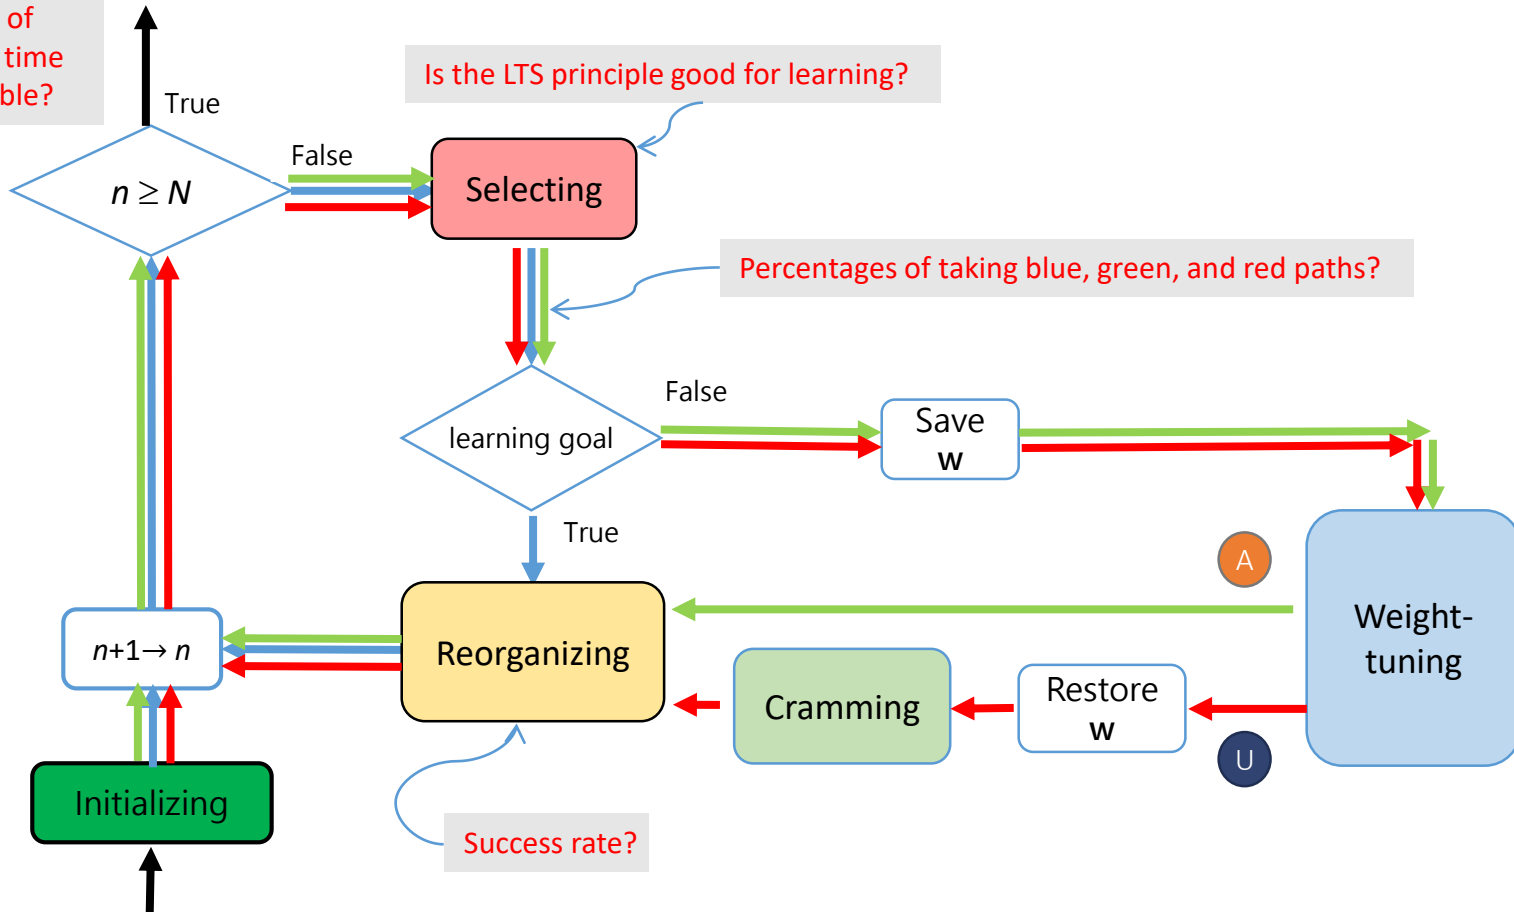 of
time
ble?
True
Is the LTS principle good for learning?
False
n ≥ N
Selecting
Percentages of taking blue, green, and red paths?
False
learning goal
Save
w
True
A
Weight-
tuning
n+1→ n
Reorganizing
Cramming
Restore
w
U
Initializing
Success rate?